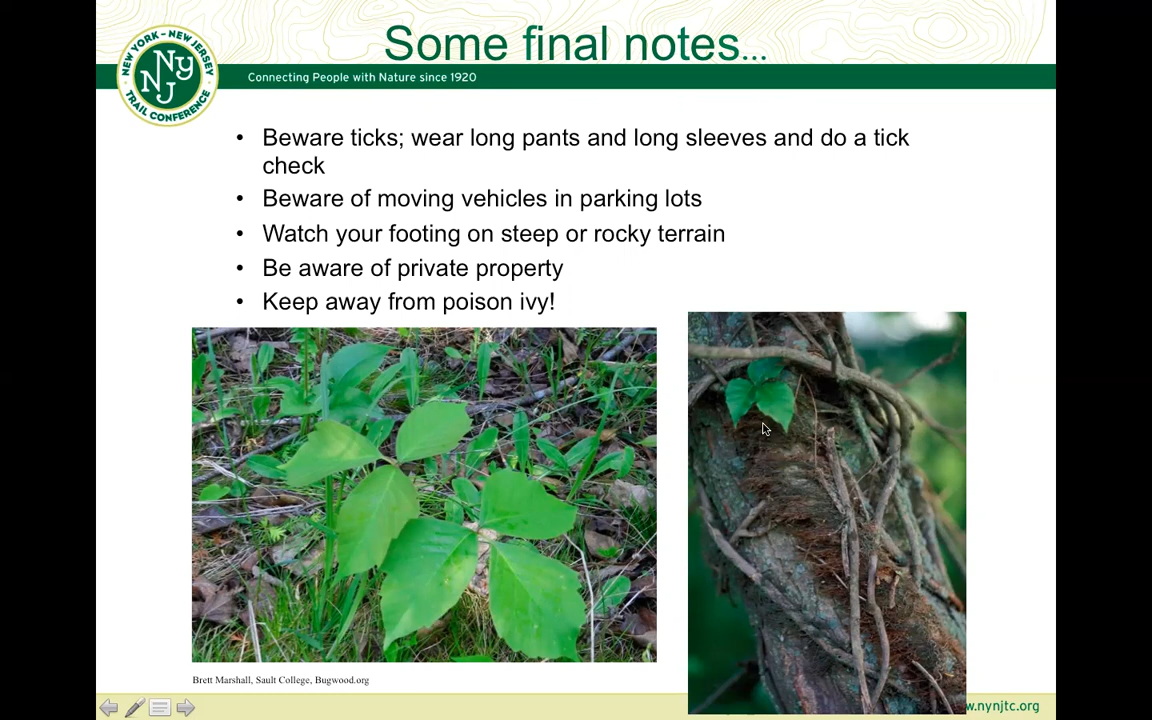 Some final notes...
NEW YORK - NEW JERSEY
NY
NJ
TRAIL CONFERENCE
Connecting People with Nature since 1920
• Beware ticks; wear long pants and long sleeves and do a tick
check
• Beware of moving vehicles in parking lots
• Watch your footing on steep or rocky terrain
• Be aware of private property
• Keep away from poison ivy!
Brett Marshall, Sault College, Bugwood.org
w.nynjtc.org